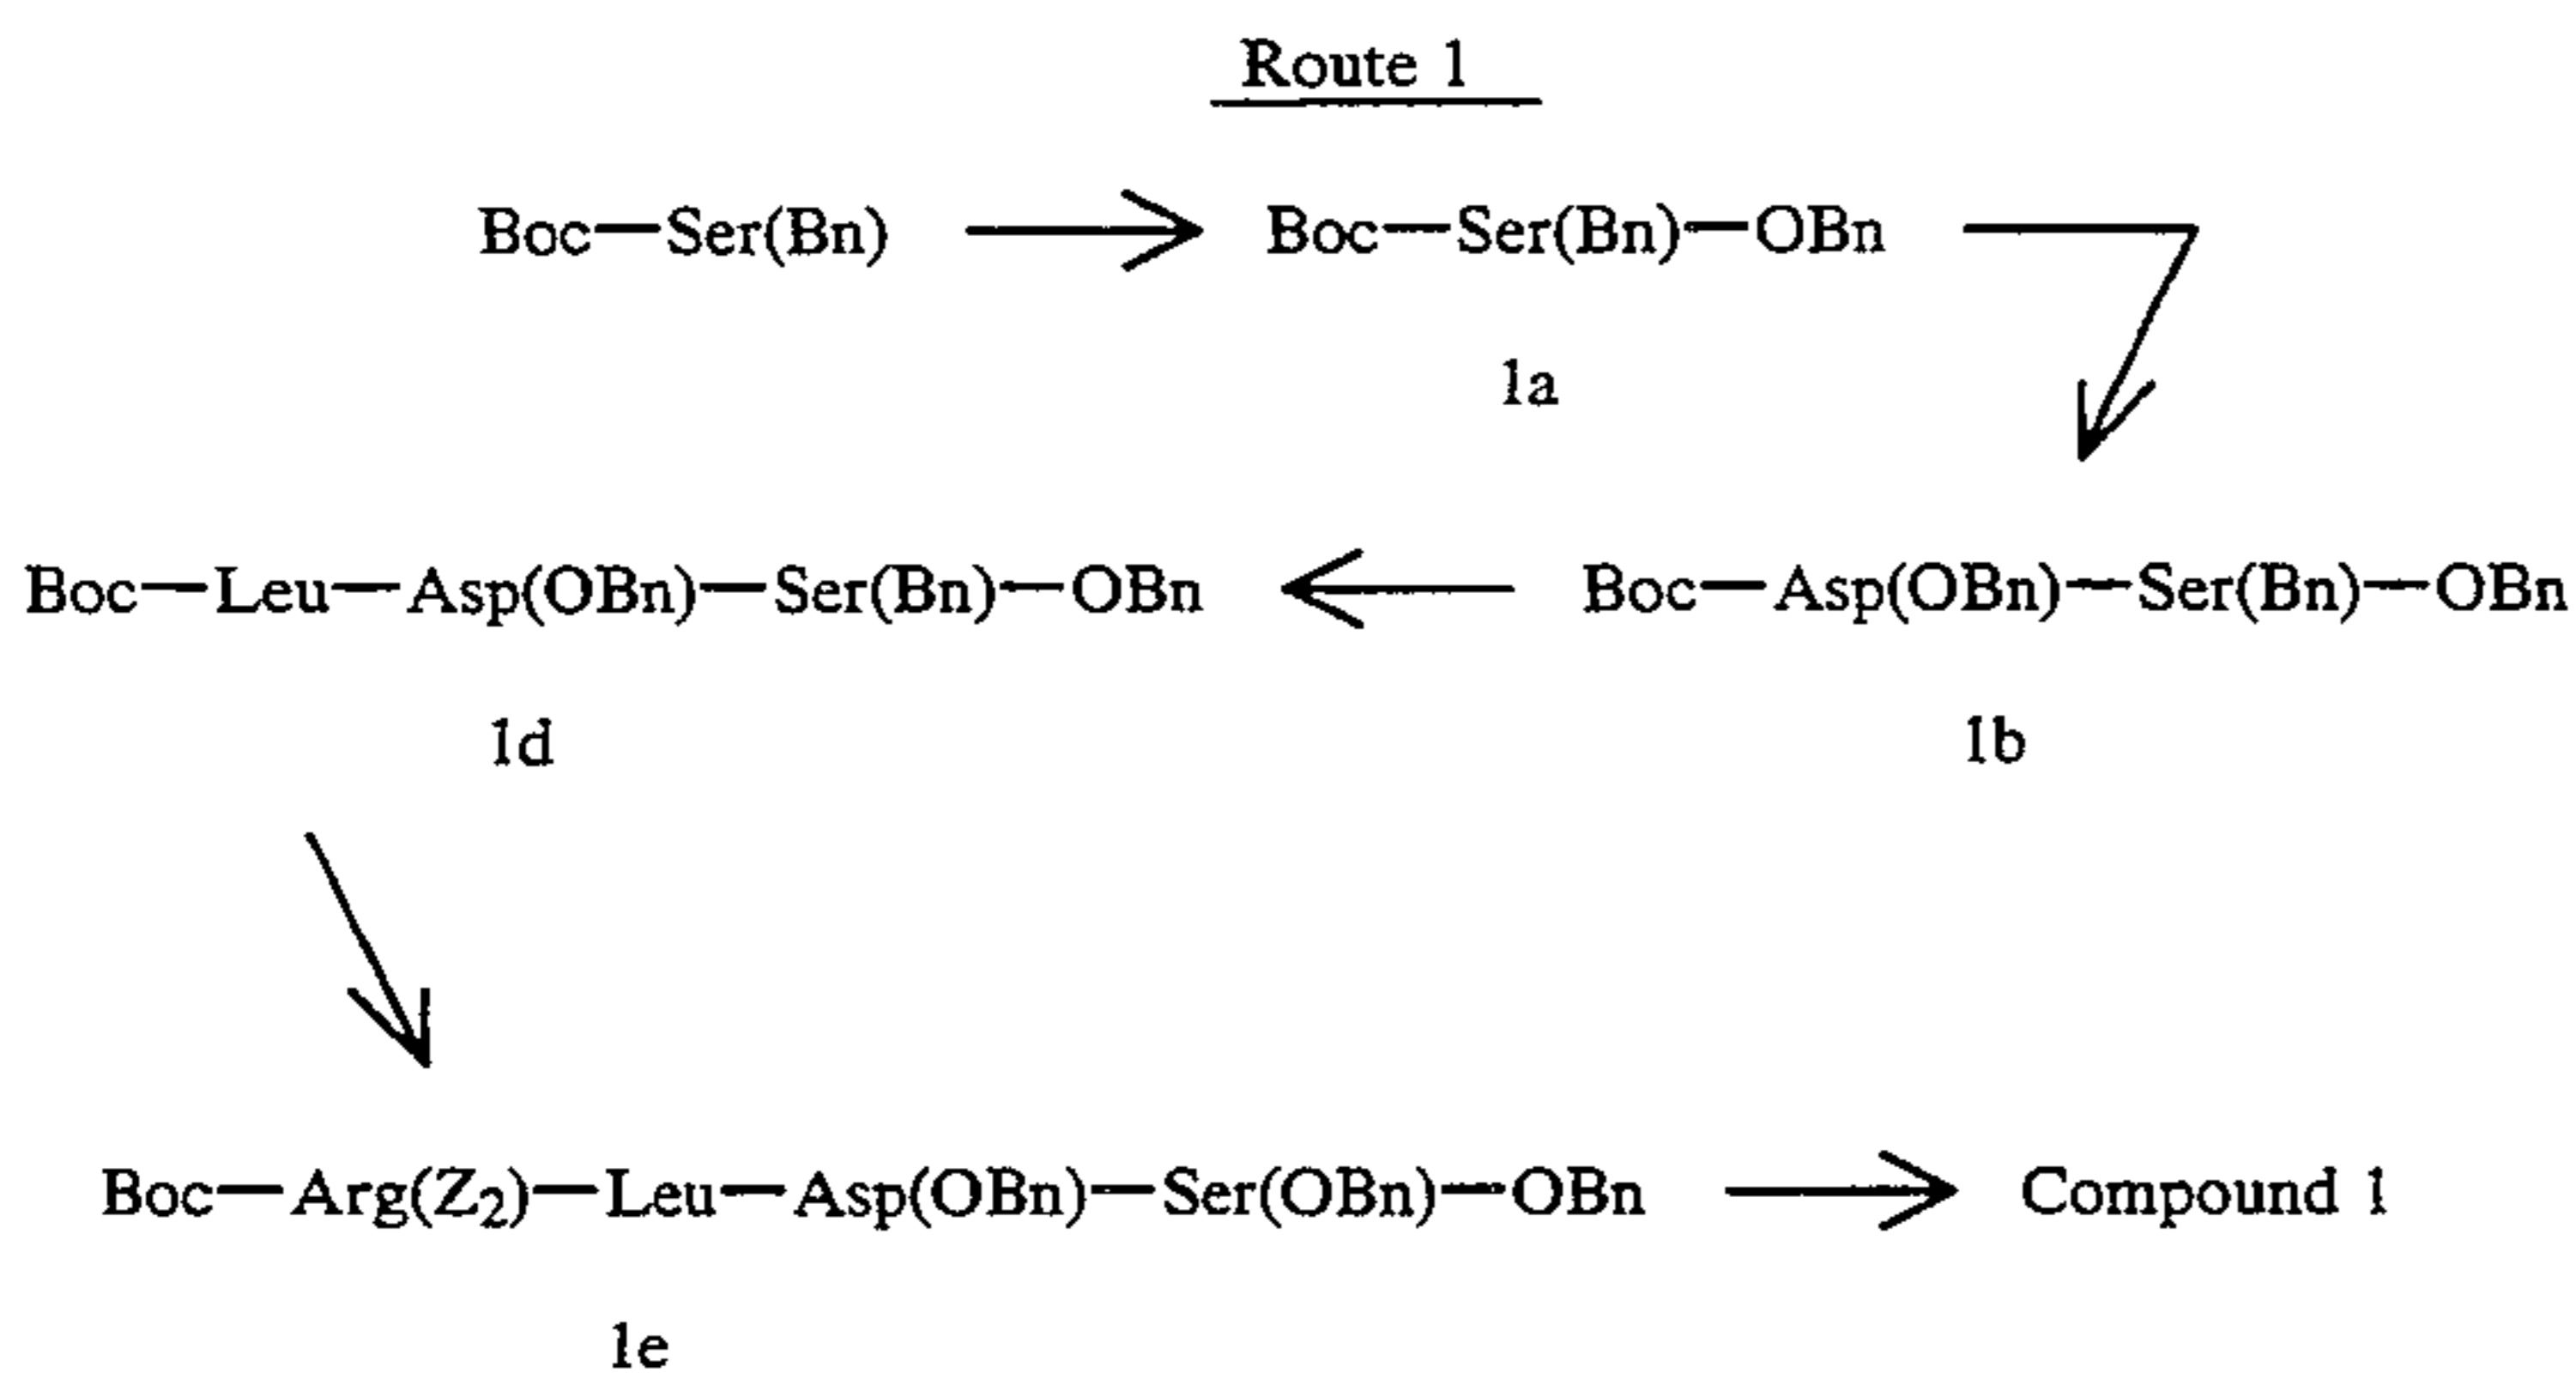 Route 1
Boc—Ser(Bn) Boc—Ser(Bn)—OBn
1a
Boc—Leu—Asp(OBn)—Ser(Bn)—OBn Boc—Asp(OBn)—Ser(Bn)—OBn
1d 1b
Boc—Arg(Z₂)—Leu—Asp(OBn)—Ser(OBn)—OBn Compound 1
1e